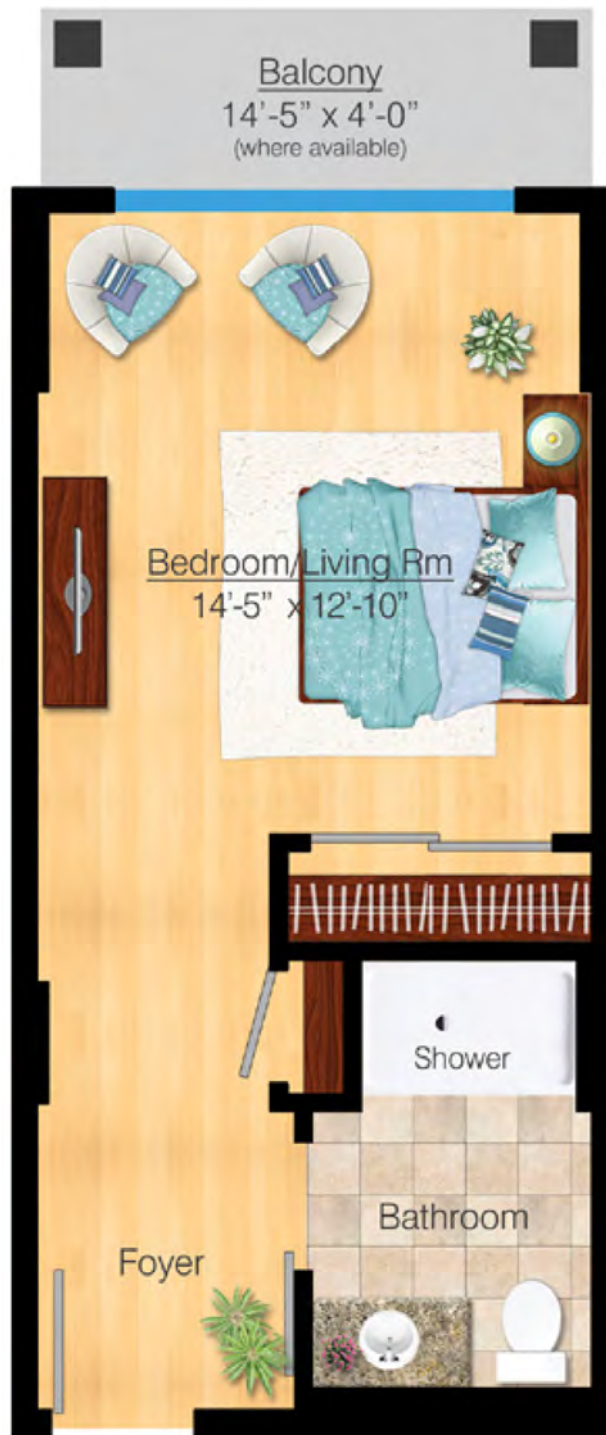 Balcony
14’-5” x 4’-0”
(where available)
Bedroom/Living Rm
14’-5” x 12’-10”
Shower
Bathroom
Foyer